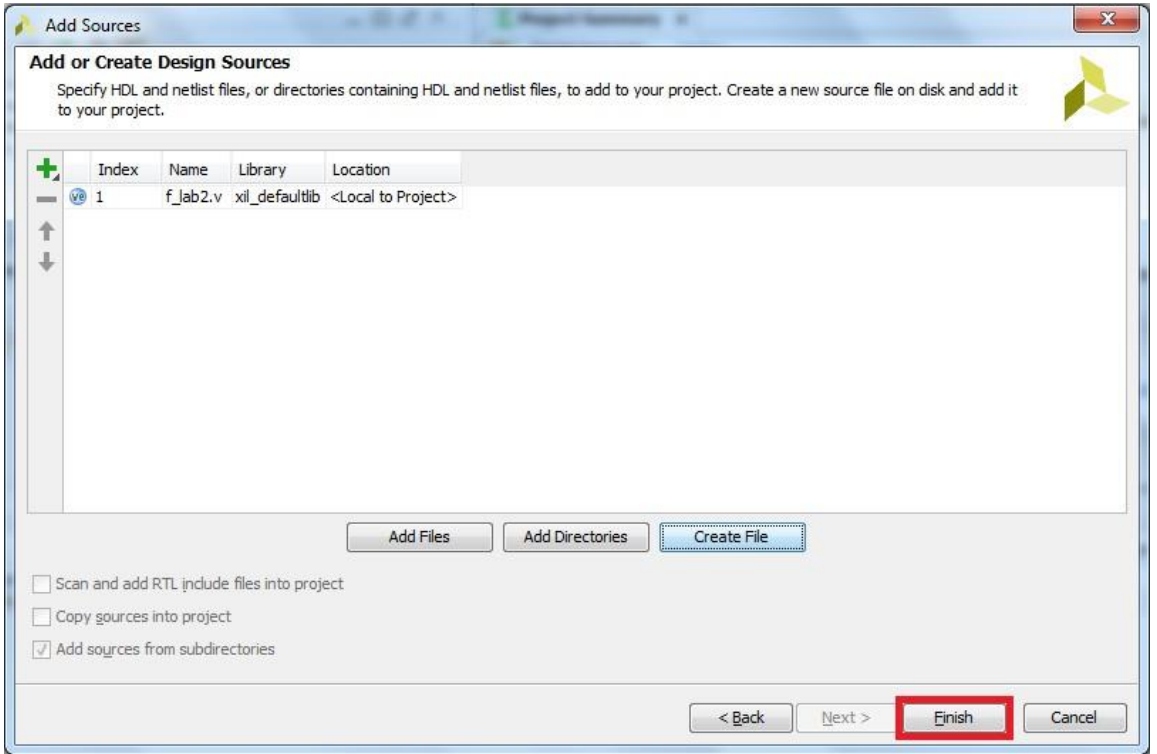 Add Sources
Project Summary
Add or Create Design Sources
Specify HDL and netlist files, or directories containing HDL and netlist files, to add to your project. Create a new source file on disk and add it
to your project.
Index Name Library Location
1 f_lab2.v xil_defaultlib <Local to Project>
Add Files Add Directories Create File
Scan and add RTL include files into project
Copy sources into project
Add sources from subdirectories
< Back Next > Finish Cancel